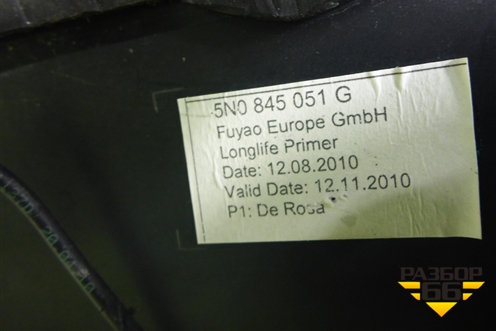 5N0 845 051 G
Fuyao Europe GmbH
Longlife Primer
Date: 12.08.2010
Valid Date: 12.11.2010
P1: De Rosa
РАЗБОР
66